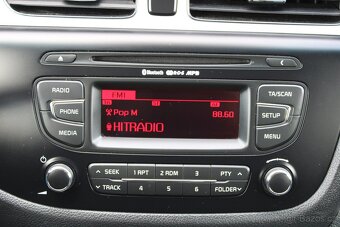 Bluetooth R·D·S MP3
RADIO
FM1
TA/SCAN
PHONE
Pop M 88.60
SETUP
MEDIA
HITRADIO
MENU
SEEK 1 RPT 2 RDM 3 PTY
TRACK 4 5 6 FOLDER